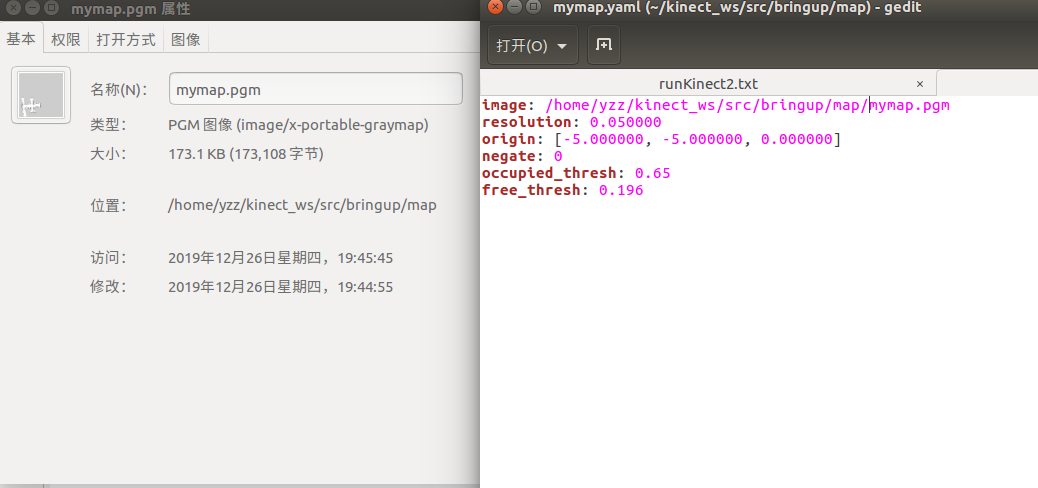 mymap.pgm 属性
基本 权限 打开方式 图像
名称(N)： mymap.pgm
类型： PGM 图像 (image/x-portable-graymap)
大小： 173.1 KB (173,108 字节)
位置： /home/yzz/kinect_ws/src/bringup/map
访问： 2019年12月26日星期四，19:45:45
修改： 2019年12月26日星期四，19:44:55
mymap.yaml (~/kinect_ws/src/bringup/map) - gedit
打开(O)
runKinect2.txt ×
image: /home/yzz/kinect_ws/src/bringup/map/mymap.pgm
resolution: 0.050000
origin: [-5.000000, -5.000000, 0.000000]
negate: 0
occupied_thresh: 0.65
free_thresh: 0.196